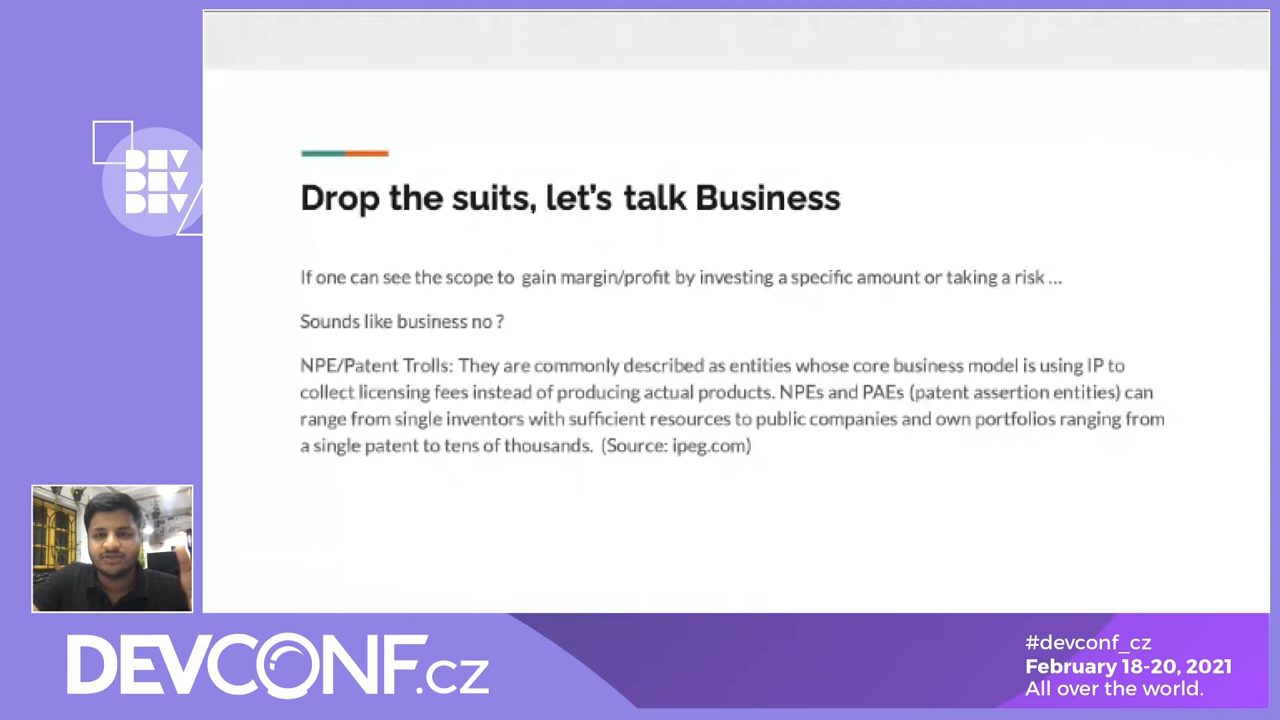 DEV
DEV
DEV
Drop the suits, let's talk Business
If one can see the scope to gain margin/profit by investing a specific amount or taking a risk ...
Sounds like business no ?
NPE/Patent Trolls: They are commonly described as entities whose core business model is using IP to
collect licensing fees instead of producing actual products. NPEs and PAEs (patent assertion entities) can
range from single inventors with sufficient resources to public companies and own portfolios ranging from
a single patent to tens of thousands. (Source: ipeg.com)
DEVCONF.cz
#devconf_cz
February 18-20, 2021
All over the world.